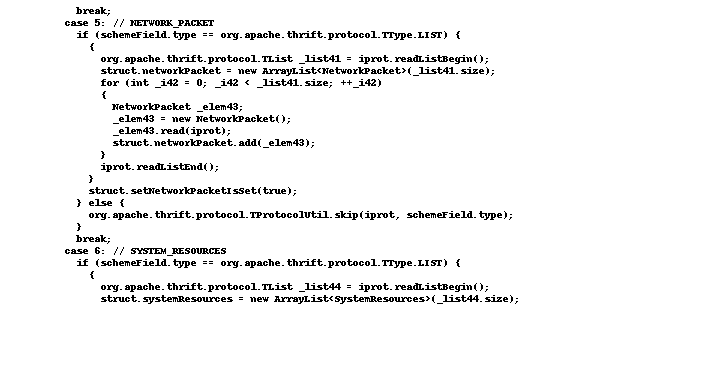 break;
case 5: // NETWORK_PACKET
if (schemeField.type == org.apache.thrift.protocol.TType.LIST) {
{
org.apache.thrift.protocol.TList _list41 = iprot.readListBegin();
struct.networkPacket = new ArrayList<NetworkPacket>(_list41.size);
for (int _i42 = 0; _i42 < _list41.size; ++_i42)
{
NetworkPacket _elem43;
_elem43 = new NetworkPacket();
_elem43.read(iprot);
struct.networkPacket.add(_elem43);
}
iprot.readListEnd();
}
struct.setNetworkPacketIsSet(true);
} else {
org.apache.thrift.protocol.TProtocolUtil.skip(iprot, schemeField.type);
}
break;
case 6: // SYSTEM_RESOURCES
if (schemeField.type == org.apache.thrift.protocol.TType.LIST) {
{
org.apache.thrift.protocol.TList _list44 = iprot.readListBegin();
struct.systemResources = new ArrayList<SystemResources>(_list44.size);